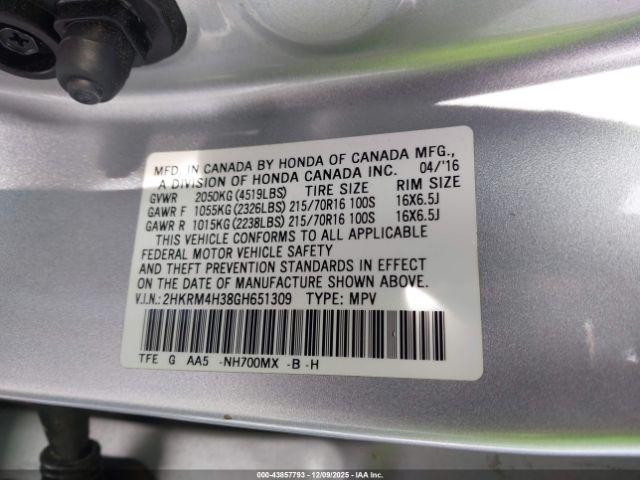 MFD. IN CANADA BY HONDA OF CANADA MFG.,
A DIVISION OF HONDA CANADA INC. 04/'16
GVWR 2050KG (4519LBS) TIRE SIZE RIM SIZE
GAWR F 1055KG (2326LBS) 215/70R16 100S 16X6.5J
GAWR R 1015KG (2238LBS) 215/70R16 100S 16X6.5J
THIS VEHICLE CONFORMS TO ALL APPLICABLE
FEDERAL MOTOR VEHICLE SAFETY
AND THEFT PREVENTION STANDARDS IN EFFECT
ON THE DATE OF MANUFACTURE SHOWN ABOVE.
V.I.N.: 2HKRM4H38GH651309 TYPE: MPV
TFE G AA5 -NH700MX -B -H
000-43857793 - 12/09/2025 - IAA Inc.